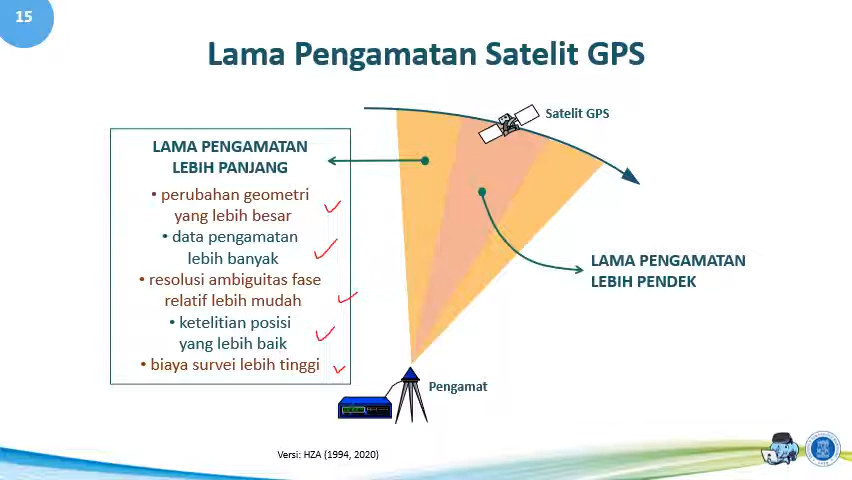 15
Lama Pengamatan Satelit GPS
Satelit GPS
LAMA PENGAMATAN
LEBIH PANJANG
• perubahan geometri
yang lebih besar
• data pengamatan
lebih banyak
• resolusi ambiguitas fase
relatif lebih mudah
• ketelitian posisi
yang lebih baik
• biaya survei lebih tinggi
LAMA PENGAMATAN
LEBIH PENDEK
Pengamat
Versi: HZA (1994, 2020)